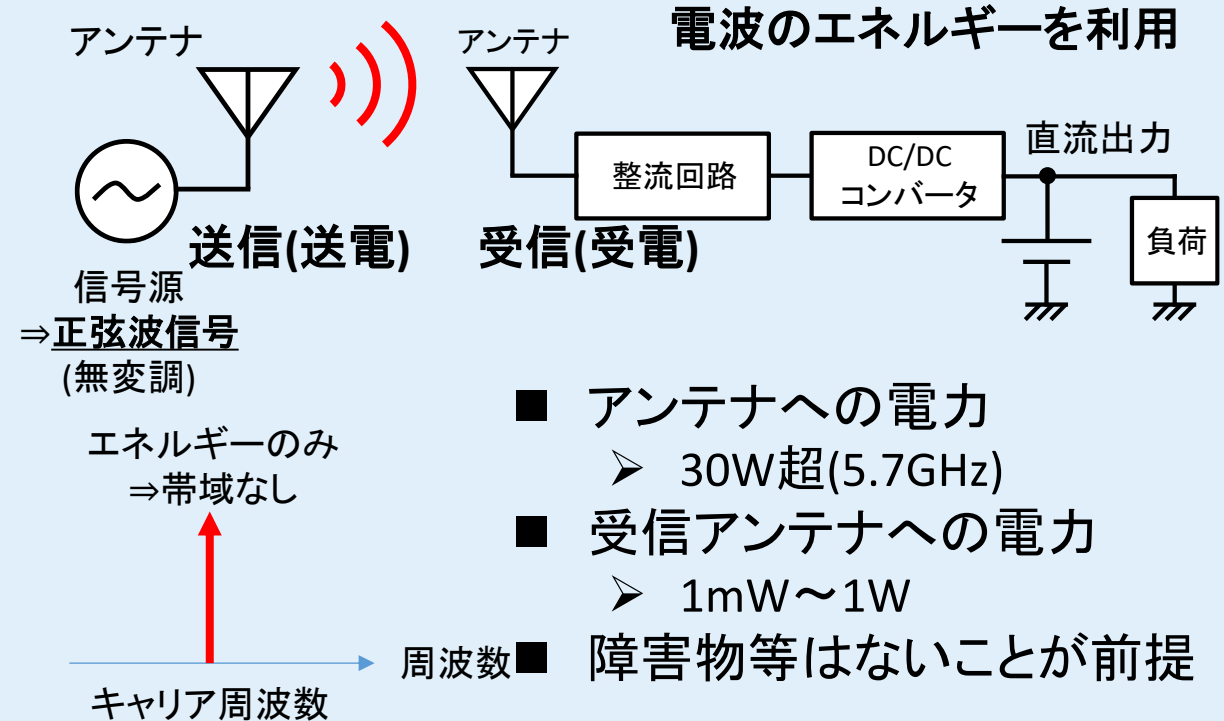 電波のエネルギーを利用
アンテナ
アンテナ
整流回路
DC/DC
コンバータ
直流出力
負荷
送信(送電)
受信(受電)
信号源
⇒正弦波信号
(無変調)
エネルギーのみ
⇒帯域なし
周波数
キャリア周波数
■ アンテナへの電力
➢ 30W超(5.7GHz)
■ 受信アンテナへの電力
➢ 1mW～1W
■ 障害物等はないことが前提